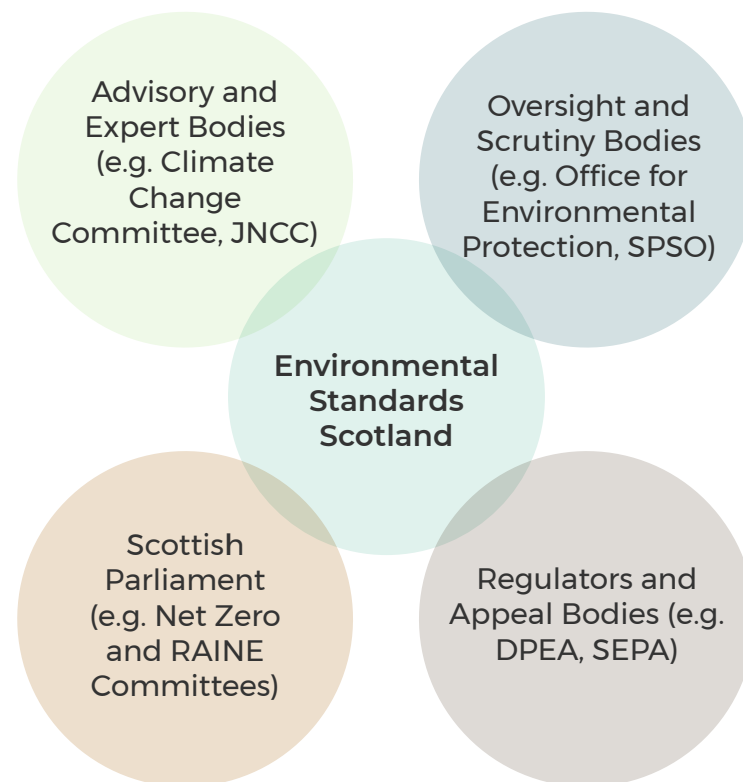 Advisory and
Expert Bodies
(e.g. Climate
Change
Committee, JNCC)
Oversight and
Scrutiny Bodies
(e.g. Office for
Environmental
Protection, SPSO)
Environmental
Standards
Scotland
Scottish
Parliament
(e.g. Net Zero
and RAINE
Committees)
Regulators and
Appeal Bodies (e.g.
DPEA, SEPA)